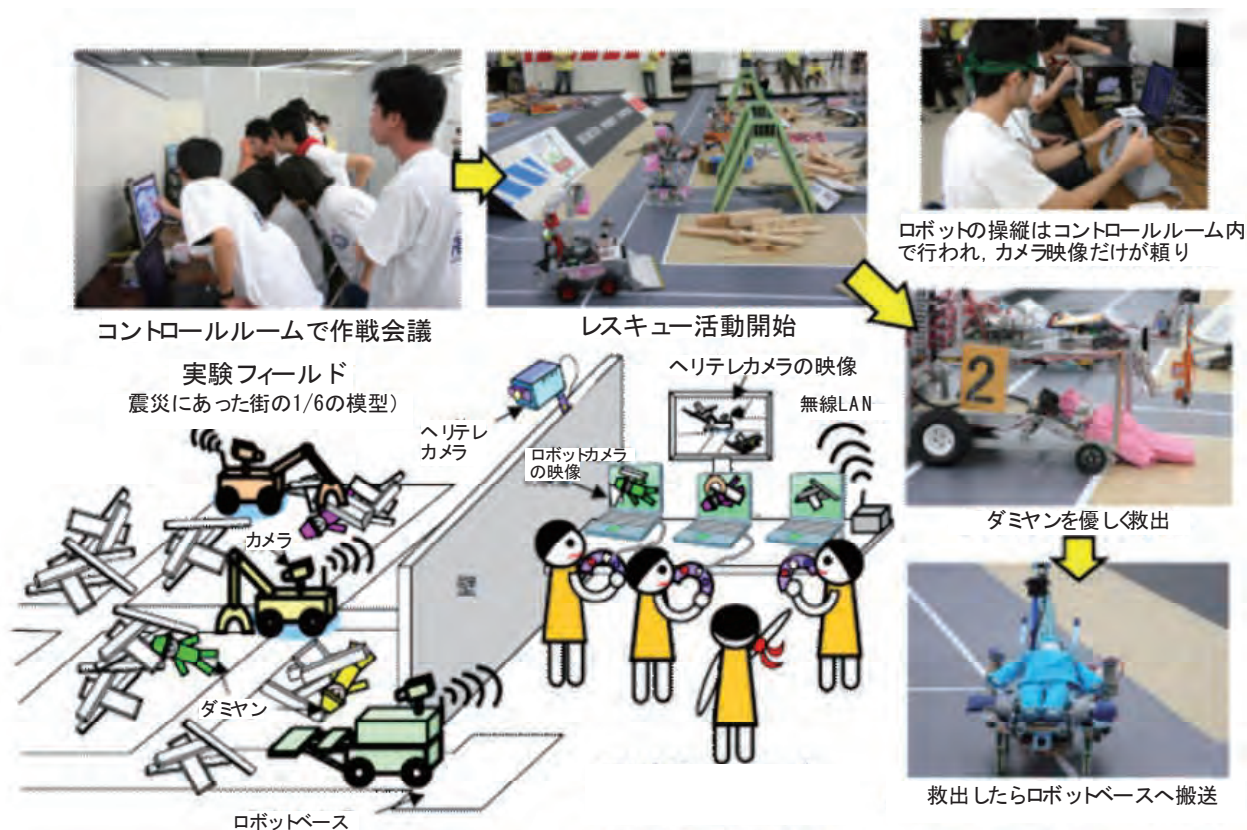 コントロールルームで作戦会議
レスキュー活動開始
ロボットの操縦はコントロールルーム内
で行われ，カメラ映像だけが頼り
実験フィールド
震災にあった街の1/6の模型）
ヘリテレ
カメラ
ヘリテレカメラの映像
無線LAN
ロボットカメラ
の映像
カメラ
ダミヤン
ロボットベース
2
ダミヤンを優しく救出
救出したらロボットベースへ搬送